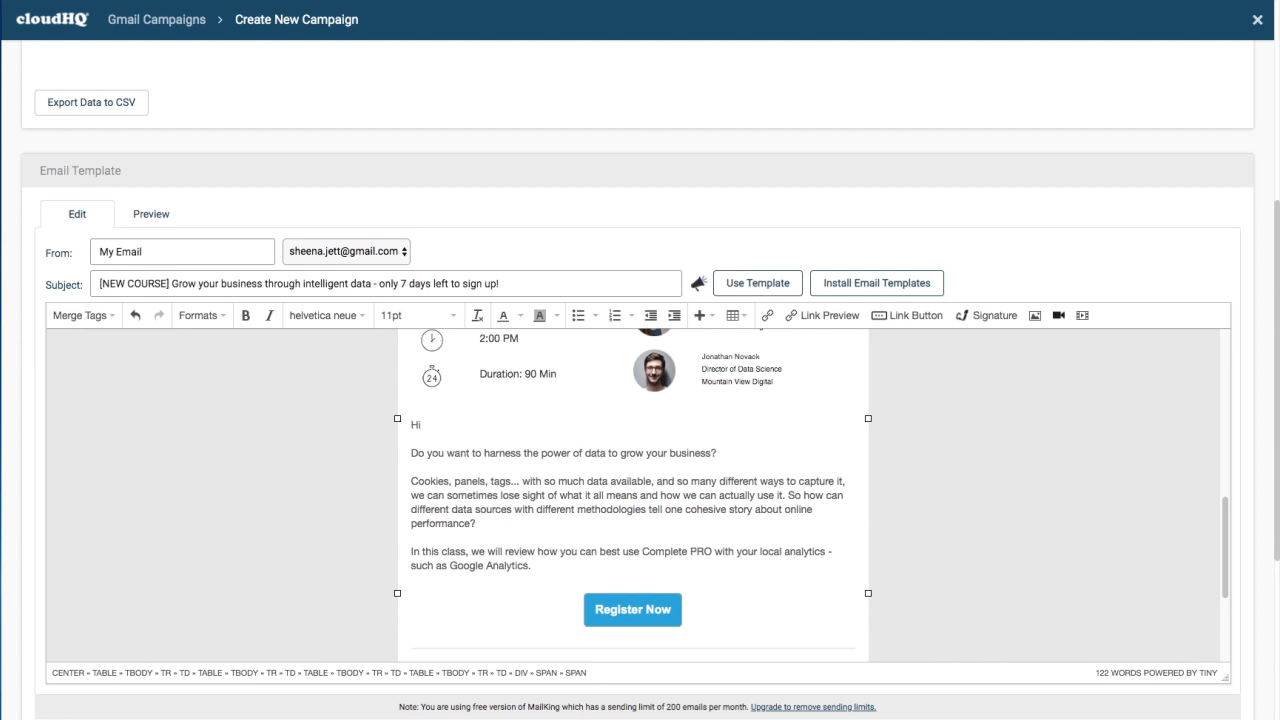 cloudHQ Gmail Campaigns › Create New Campaign ×
Export Data to CSV
Email Template
Edit Preview
From: My Email sheena.jett@gmail.com
Subject: [NEW COURSE] Grow your business through intelligent data - only 7 days left to sign up! Use Template Install Email Templates
Merge Tags Formats B I helvetica neue 11pt A A Link Preview Link Button Signature
2:00 PM
Jonathan Novack
24 Duration: 90 Min Director of Data Science
Mountain View Digital
Hi
Do you want to harness the power of data to grow your business?
Cookies, panels, tags... with so much data available, and so many different ways to capture it,
we can sometimes lose sight of what it all means and how we can actually use it. So how can
different data sources with different methodologies tell one cohesive story about online
performance?
In this class, we will review how you can best use Complete PRO with your local analytics -
such as Google Analytics.
Register Now
CENTER » TABLE » TBODY » TR » TD » TABLE » TBODY » TR » TD » TABLE » TBODY » TR » TD » TABLE » TBODY » TR » TD » DIV » SPAN » SPAN 122 WORDS POWERED BY TINY
Note: You are using free version of MailKing which has a sending limit of 200 emails per month. Upgrade to remove sending limits.